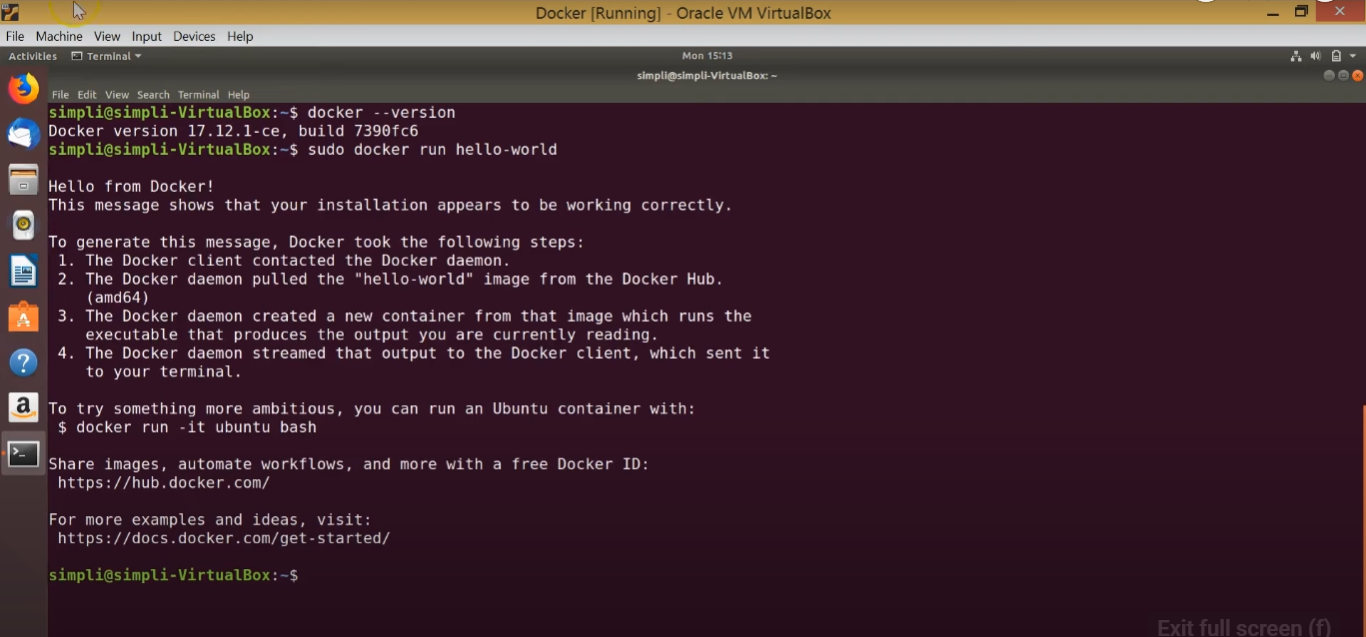 Docker [Running] - Oracle VM VirtualBox
File Machine View Input Devices Help
Activities Terminal Mon 15:13
simpli@simpli-VirtualBox: ~
File Edit View Search Terminal Help
simpli@simpli-VirtualBox:~$ docker --version
Docker version 17.12.1-ce, build 7390fc6
simpli@simpli-VirtualBox:~$ sudo docker run hello-world
Hello from Docker!
This message shows that your installation appears to be working correctly.
To generate this message, Docker took the following steps:
1. The Docker client contacted the Docker daemon.
2. The Docker daemon pulled the "hello-world" image from the Docker Hub.
(amd64)
3. The Docker daemon created a new container from that image which runs the
executable that produces the output you are currently reading.
4. The Docker daemon streamed that output to the Docker client, which sent it
to your terminal.
To try something more ambitious, you can run an Ubuntu container with:
$ docker run -it ubuntu bash
Share images, automate workflows, and more with a free Docker ID:
https://hub.docker.com/
For more examples and ideas, visit:
https://docs.docker.com/get-started/
simpli@simpli-VirtualBox:~$
Exit full screen (f)